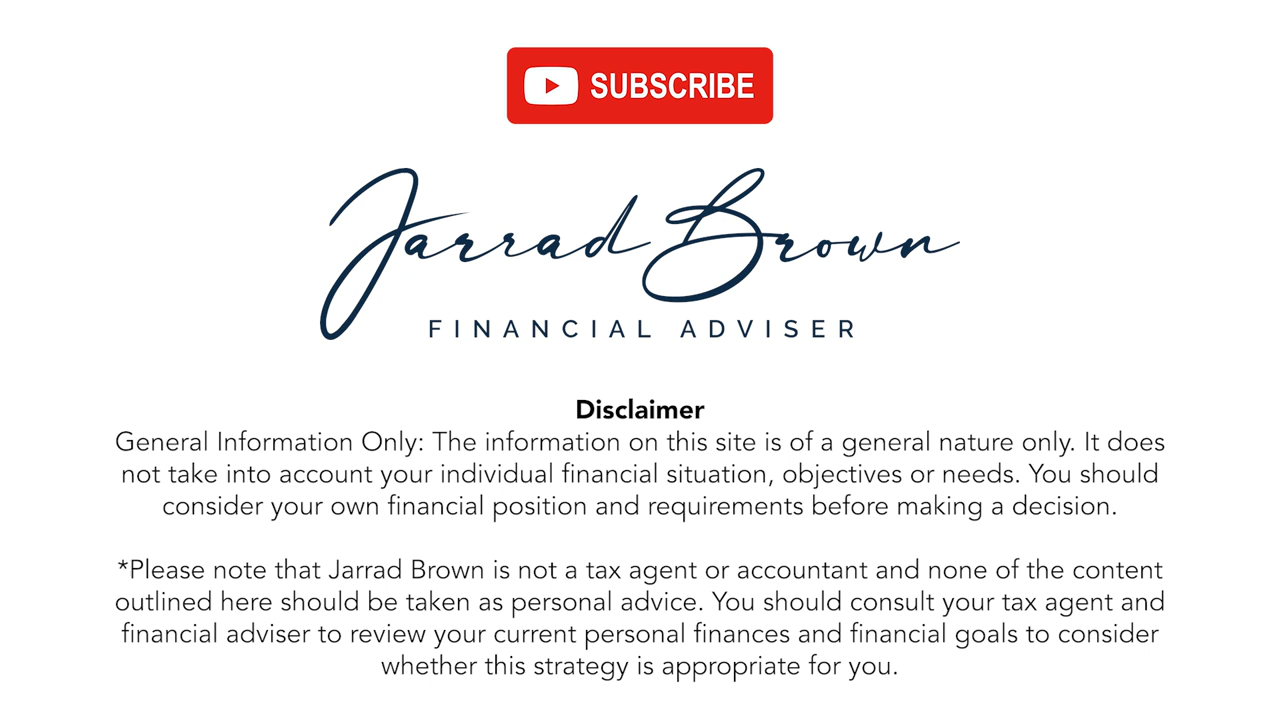 SUBSCRIBE
Jarrad Brown
FINANCIAL ADVISER
Disclaimer
General Information Only: The information on this site is of a general nature only. It does
not take into account your individual financial situation, objectives or needs. You should
consider your own financial position and requirements before making a decision.
*Please note that Jarrad Brown is not a tax agent or accountant and none of the content
outlined here should be taken as personal advice. You should consult your tax agent and
financial adviser to review your current personal finances and financial goals to consider
whether this strategy is appropriate for you.